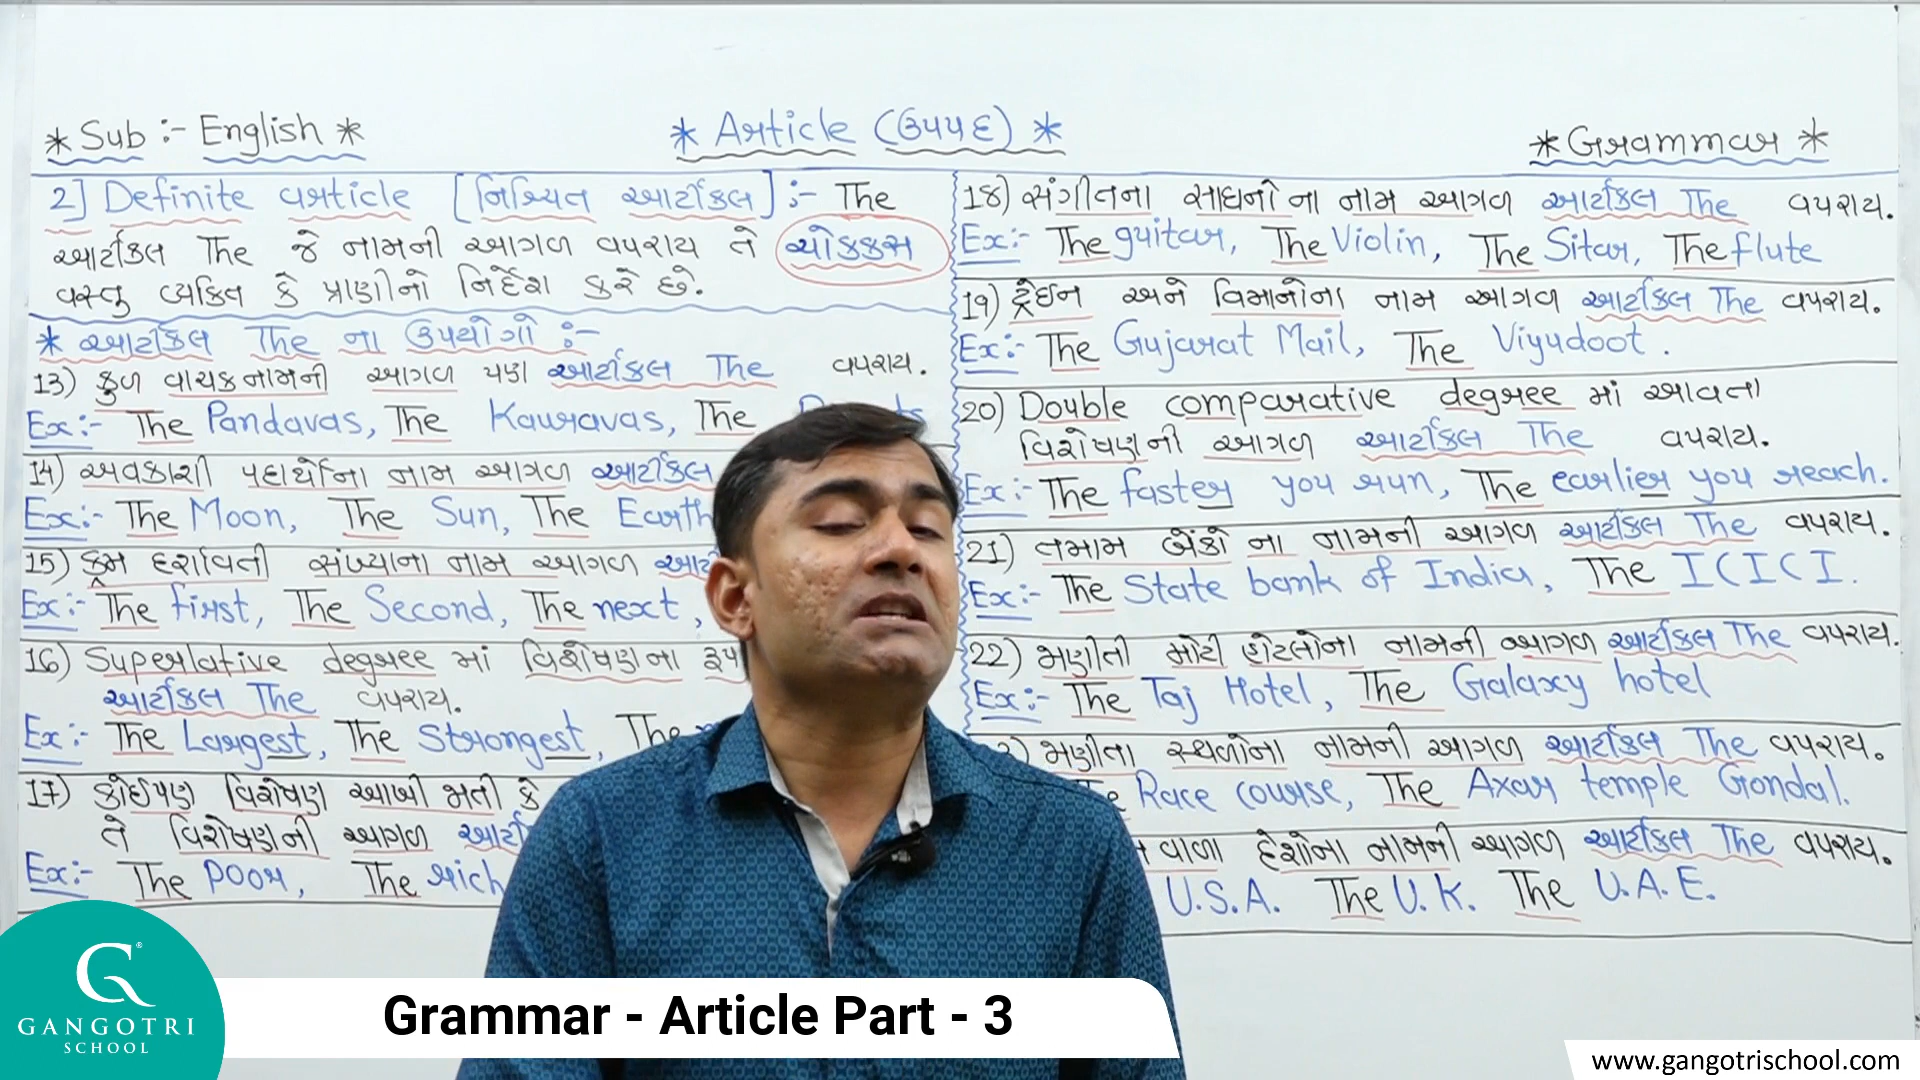 * Sub :- English *
* Article (ઉપપદ) *
* Grammar *
2] Definite article [નિશ્ચિત આર્ટીકલ] :- The
આર્ટીકલ The જે નામની આગળ વપરાય તે ચોકકસ
વસ્તુ વ્યકિત કે પ્રાણીનો નિર્દેશ કરે છે.
* આર્ટીકલ The ના ઉપયોગો :-
13) કુળ વાચક નામની આગળ પણ આર્ટીકલ The વપરાય.
Ex:- The Pandavas, The Kauravas, The
14) અવકાશી પદાર્થોના નામ આગળ આર્ટીકલ
Ex:- The Moon, The Sun, The Earth
15) ક્રમ દર્શાવતી સંખ્યાના નામ આગળ
Ex:- The first, The Second, The next,
16) Superlative degree માં વિશેષણના રૂપ
આર્ટીકલ The વપરાય.
Ex:- The Largest, The Strongest, The
17) કોઈપણ વિશેષણ આખી જાતી કે
તે વિશેષણની આગળ
Ex:- The poor, The rich
18) સંગીતના સાધનો ના નામ આગળ આર્ટીકલ The વપરાય.
Ex:- The guitar, The Violin, The Sitar, The flute
19) ટ્રેઈન અને વિમાનોના નામ આગળ આર્ટીકલ The વપરાય.
Ex:- The Gujarat Mail, The Viyudoot.
20) Double comparative degree માં આવતા
વિશેષણની આગળ આર્ટીકલ The વપરાય.
Ex:- The faster you run, The earlier you reach.
21) તમામ બેંકો ના નામની આગળ આર્ટીકલ The વપરાય.
Ex:- The State bank of India, The ICICI.
22) જાણીતી મોટી હોટલોના નામની આગળ આર્ટીકલ The વપરાય.
Ex:- The Taj Hotel, The Galaxy hotel
3) જાણીતા સ્થળોના નામની આગળ આર્ટીકલ The વપરાય.
Race course, The Axar temple Gondal.
વાળા દેશોના નામની આગળ આર્ટીકલ The વપરાય.
U.S.A. The U.K. The U.A.E.
GANGOTRI
SCHOOL
Grammar - Article Part - 3
www.gangotrischool.com